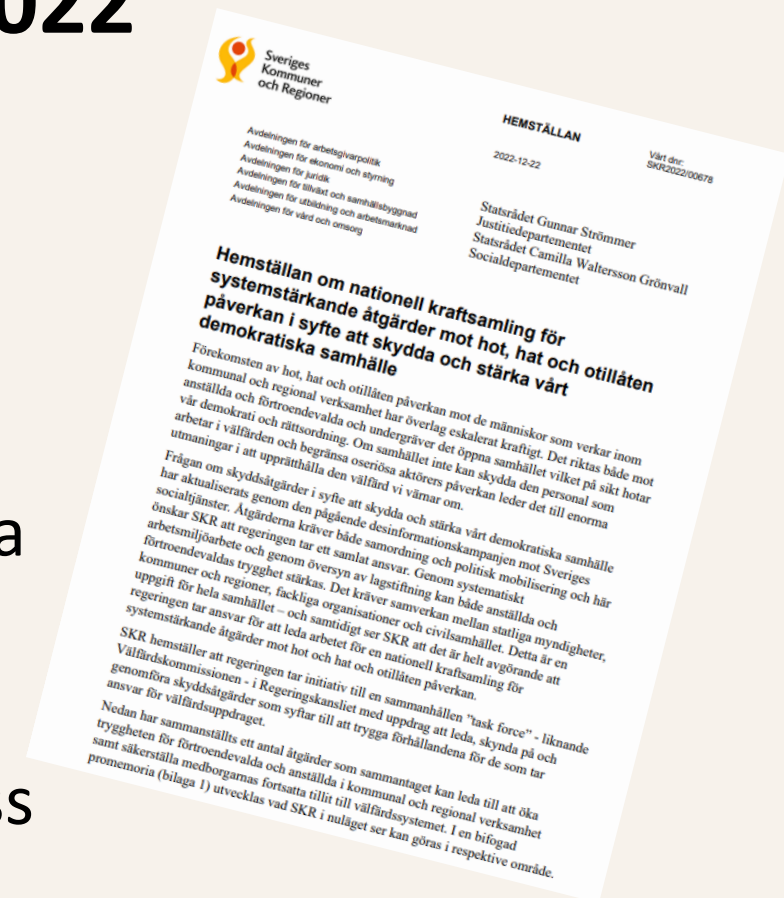 2022
Sveriges
Kommuner
och Regioner
HEMSTÄLLAN
2022-12-22
Vårt dnr:
SKR2022/00678
Avdelningen för arbetsgivarpolitik
Avdelningen för ekonomi och styrning
Avdelningen för juridik
Avdelningen för tillväxt och samhällsbyggnad
Avdelningen för utbildning och arbetsmarknad
Avdelningen för vård och omsorg
Statsrådet Gunnar Strömmer
Justitiedepartementet
Statsrådet Camilla Waltersson Grönvall
Socialdepartementet
Hemställan om nationell kraftsamling för
systemstärkande åtgärder mot hot, hat och otillåten
påverkan i syfte att skydda och stärka vårt
demokratiska samhälle
Förekomsten av hot, hat och otillåten påverkan mot de människor som verkar inom
kommunal och regional verksamhet har överlag eskalerat kraftigt. Det riktas både mot
anställda och förtroendevalda och undergräver det öppna samhället vilket på sikt hotar
vår demokrati och rättsordning. Om samhället inte kan skydda den personal som
arbetar i välfärden och begränsa oseriösa aktörers påverkan leder det till enorma
utmaningar i att upprätthålla den välfärd vi värnar om.
Frågan om skyddsåtgärder i syfte att skydda och stärka vårt demokratiska samhälle
har aktualiserats genom den pågående desinformationskampanjen mot Sveriges
socialtjänster. Åtgärderna kräver både samordning och politisk mobilisering och här
önskar SKR att regeringen tar ett samlat ansvar. Genom systematiskt
arbetsmiljöarbete och genom översyn av lagstiftning kan både anställda och
förtroendevaldas trygghet stärkas. Det kräver samverkan mellan statliga myndigheter,
kommuner och regioner, fackliga organisationer och civilsamhället. Detta är en
uppgift för hela samhället – och samtidigt ser SKR att det är helt avgörande att
regeringen tar ansvar för att leda arbetet för en nationell kraftsamling för
systemstärkande åtgärder mot hot och hat och otillåten påverkan.
SKR hemställer att regeringen tar initiativ till en sammanhållen ”task force” - liknande
Välfärdskommissionen - i Regeringskansliet med uppdrag att leda, skynda på och
genomföra skyddsåtgärder som syftar till att trygga förhållandena för de som tar
ansvar för välfärdsuppdraget.
Nedan har sammanställts ett antal åtgärder som sammantaget kan leda till att öka
tryggheten för förtroendevalda och anställda i kommunal och regional verksamhet
samt säkerställa medborgarnas fortsatta tillit till välfärdssystemet. I en bifogad
promemoria (bilaga 1) utvecklas vad SKR i nuläget ser kan göras i respektive område.